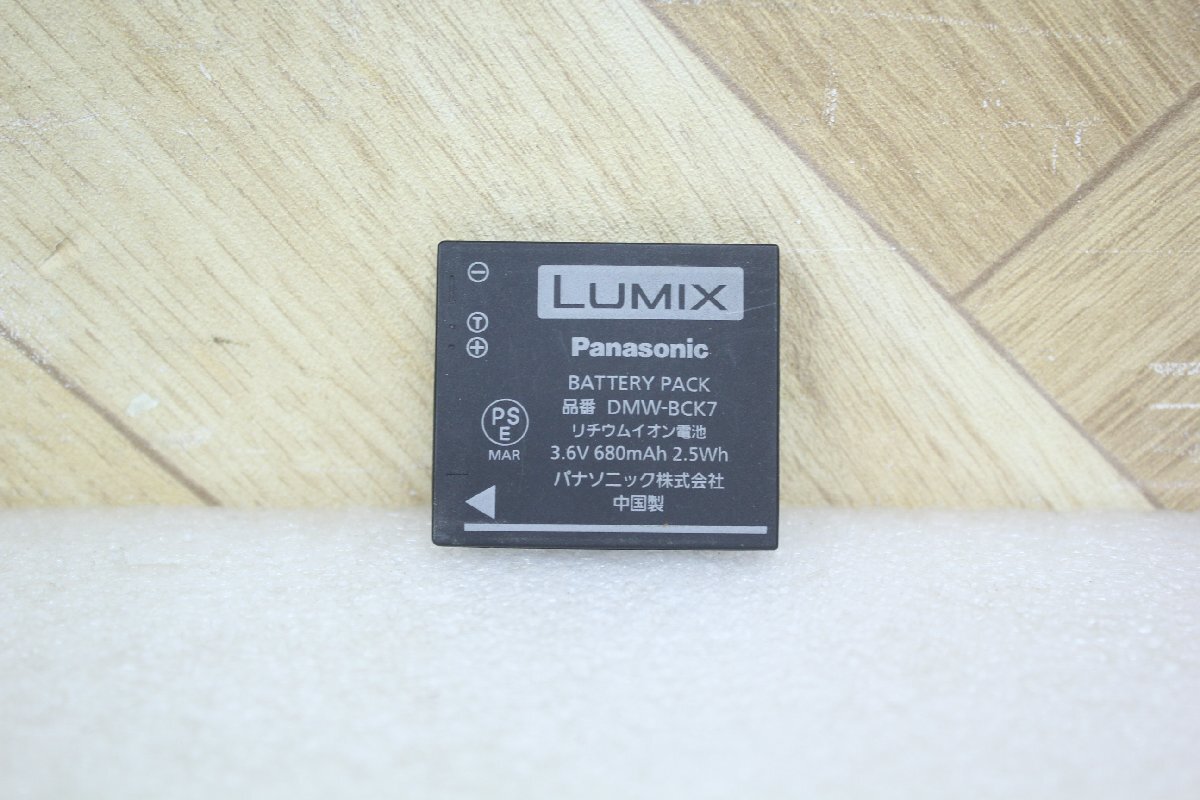 LUMIX
Panasonic
BATTERY PACK
品番 DMW-BCK7
リチウムイオン電池
3.6V 680mAh 2.5Wh
パナソニック株式会社
中国製
−
T
+
PS
E
MAR